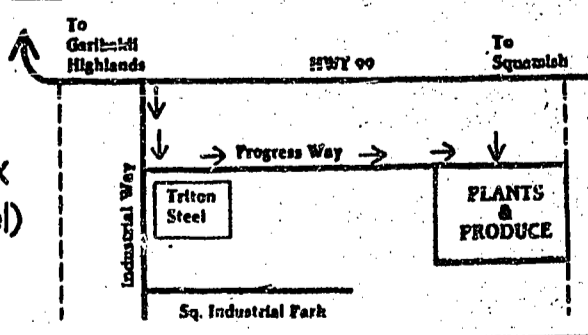 To
Garibaldi
Highlands
HWY 99
To
Squamish
Progress Way
Industrial Way
Triton
Steel
PLANTS
&
PRODUCE
Sq. Industrial Park